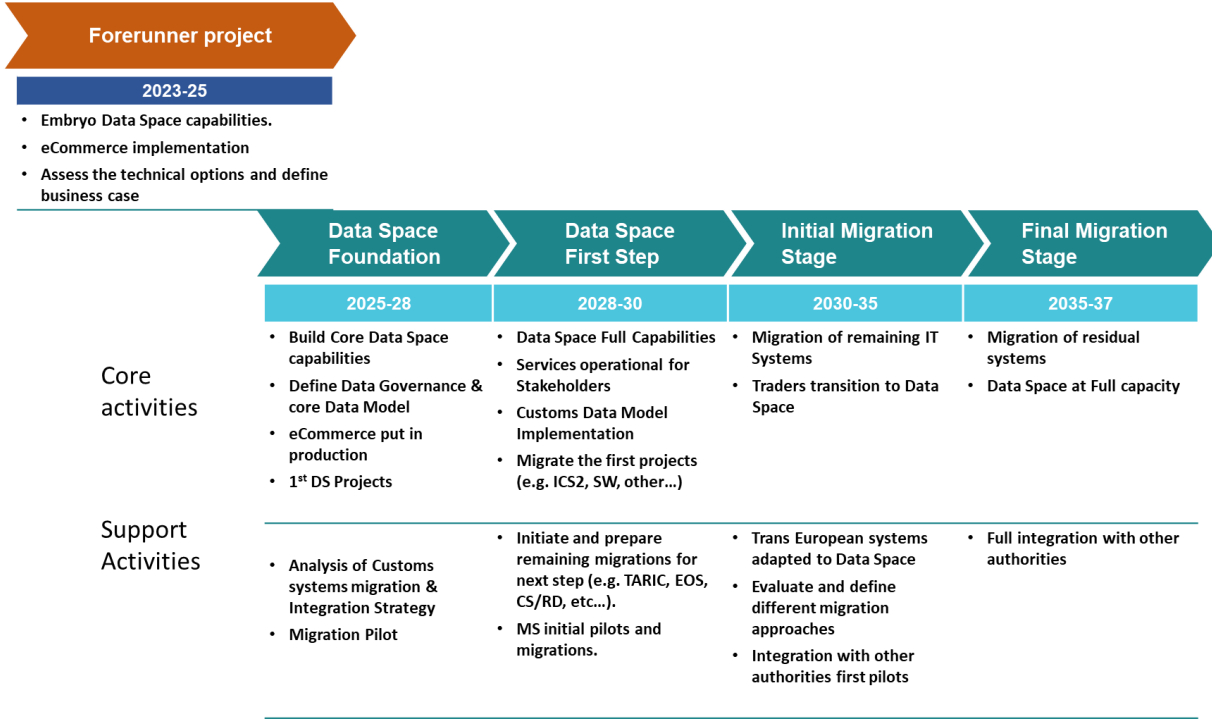 Forerunner project
2023-25
• Embryo Data Space capabilities.
• eCommerce implementation
• Assess the technical options and define
business case
Data Space
Foundation
Data Space
First Step
Initial Migration
Stage
Final Migration
Stage
2025-28
2028-30
2030-35
2035-37
Core
activities
• Build Core Data Space
capabilities
• Define Data Governance &
core Data Model
• eCommerce put in
production
• 1st DS Projects
• Data Space Full Capabilities
• Services operational for
Stakeholders
• Customs Data Model
Implementation
• Migrate the first projects
(e.g. ICS2, SW, other…)
• Migration of remaining IT
Systems
• Traders transition to Data
Space
• Migration of residual
systems
• Data Space at Full capacity
Support
Activities
• Analysis of Customs
systems migration &
Integration Strategy
• Migration Pilot
• Initiate and prepare
remaining migrations for
next step (e.g. TARIC, EOS,
CS/RD, etc…).
• MS initial pilots and
migrations.
• Trans European systems
adapted to Data Space
• Evaluate and define
different migration
approaches
• Integration with other
authorities first pilots
• Full integration with other
authorities